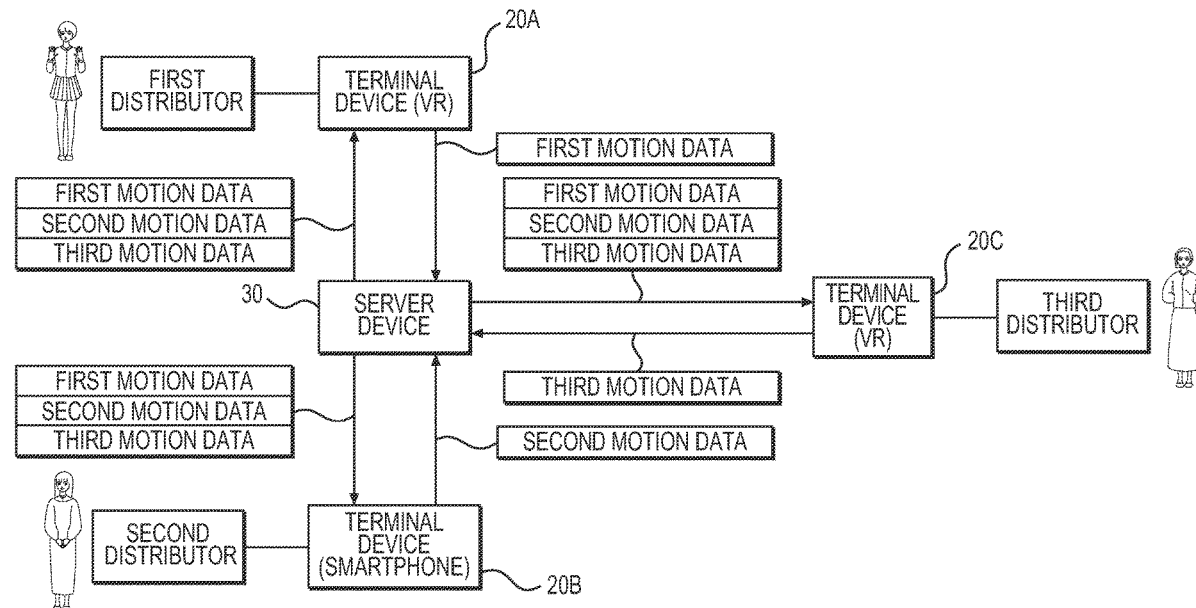 20A
FIRST
DISTRIBUTOR
TERMINAL
DEVICE (VR)
FIRST MOTION DATA
FIRST MOTION DATA
SECOND MOTION DATA
THIRD MOTION DATA
FIRST MOTION DATA
SECOND MOTION DATA
THIRD MOTION DATA
20C
30
SERVER
DEVICE
TERMINAL
DEVICE
(VR)
THIRD
DISTRIBUTOR
FIRST MOTION DATA
SECOND MOTION DATA
THIRD MOTION DATA
THIRD MOTION DATA
SECOND MOTION DATA
SECOND
DISTRIBUTOR
TERMINAL
DEVICE
(SMARTPHONE)
20B